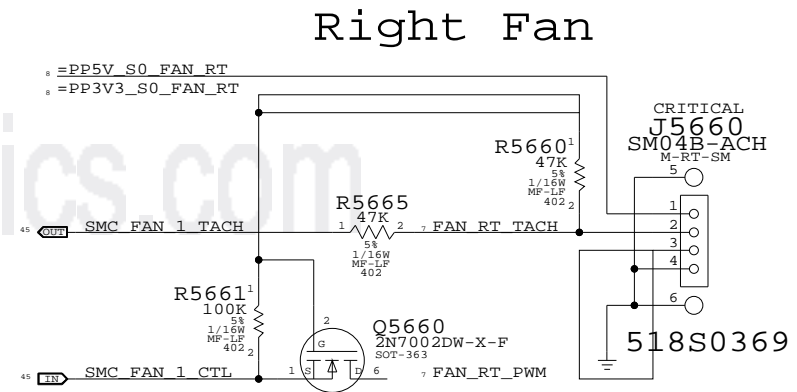 Right Fan
8 =PP5V_S0_FAN_RT
8 =PP3V3_S0_FAN_RT
CRITICAL
J5660
SM04B-ACH
M-RT-SM
5
R5660 1
47K
5%
1/16W
MF-LF
402 2
ics.com
R5665
47K
1 2
5%
1/16W
MF-LF
402
45 OUT SMC_FAN_1_TACH
7 FAN_RT_TACH
1
2
3
4
6
518S0369
R5661 1
100K
5%
1/16W
MF-LF
402 2
2
G
S
D
1
6
Q5660
2N7002DW-X-F
SOT-363
45 IN SMC_FAN_1_CTL
7 FAN_RT_PWM